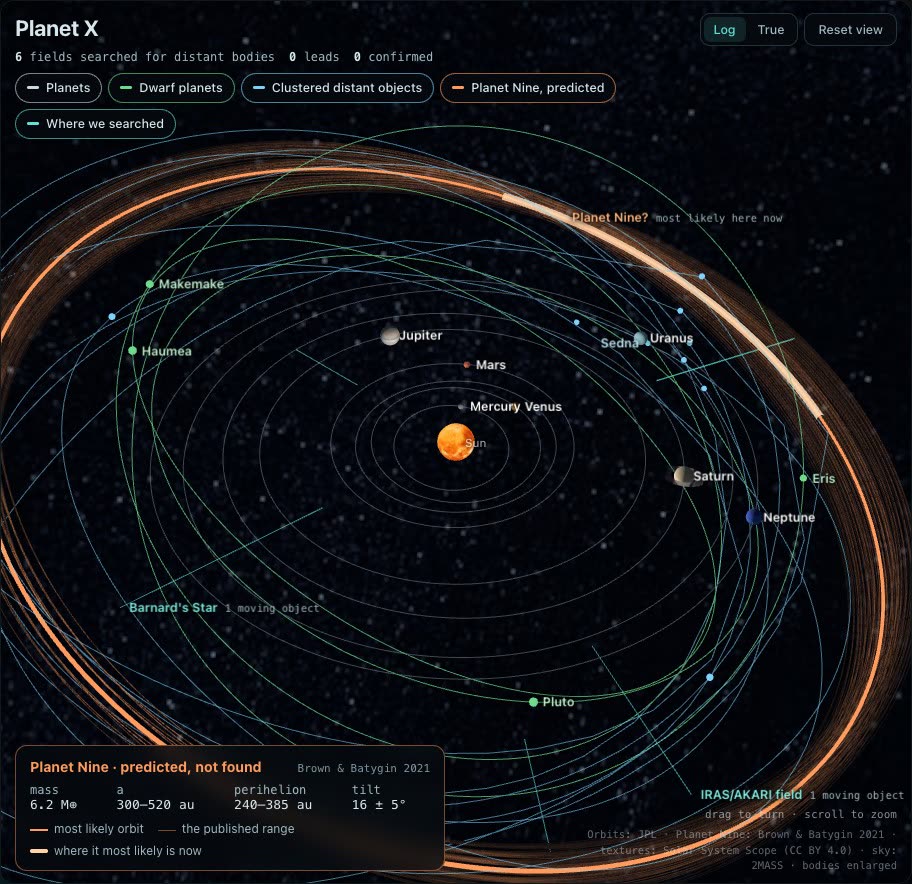 Planet X
Log True Reset view
6 fields searched for distant bodies 0 leads 0 confirmed
Planets Dwarf planets Clustered distant objects Planet Nine, predicted
Where we searched
Planet Nine? most likely here now
Makemake
Jupiter
Sedna Uranus
Haumea
Mars
Mercury Venus
Sun
Saturn
Eris
Neptune
Barnard's Star 1 moving object
Pluto
Planet Nine · predicted, not found Brown & Batygin 2021
mass a perihelion tilt
6.2 M⊕ 300–520 au 240–385 au 16 ± 5°
most likely orbit the published range
where it most likely is now
IRAS/AKARI field 1 moving object
drag to turn · scroll to zoom
Orbits: JPL · Planet Nine: Brown & Batygin 2021 ·
textures: Solar System Scope (CC BY 4.0) · sky:
2MASS · bodies enlarged